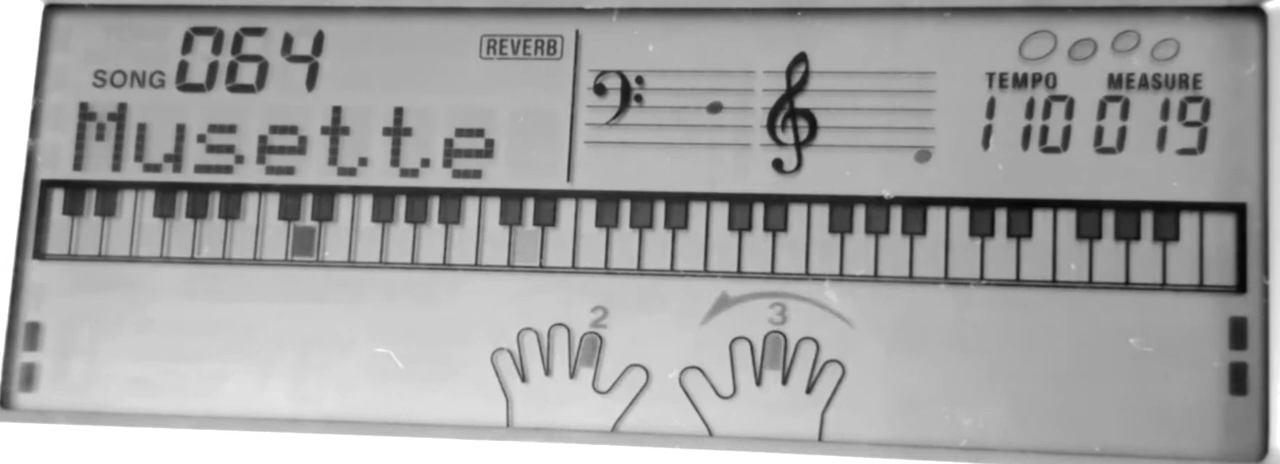 SONG 064 REVERB
Musette
TEMPO MEASURE
110 019
2 3